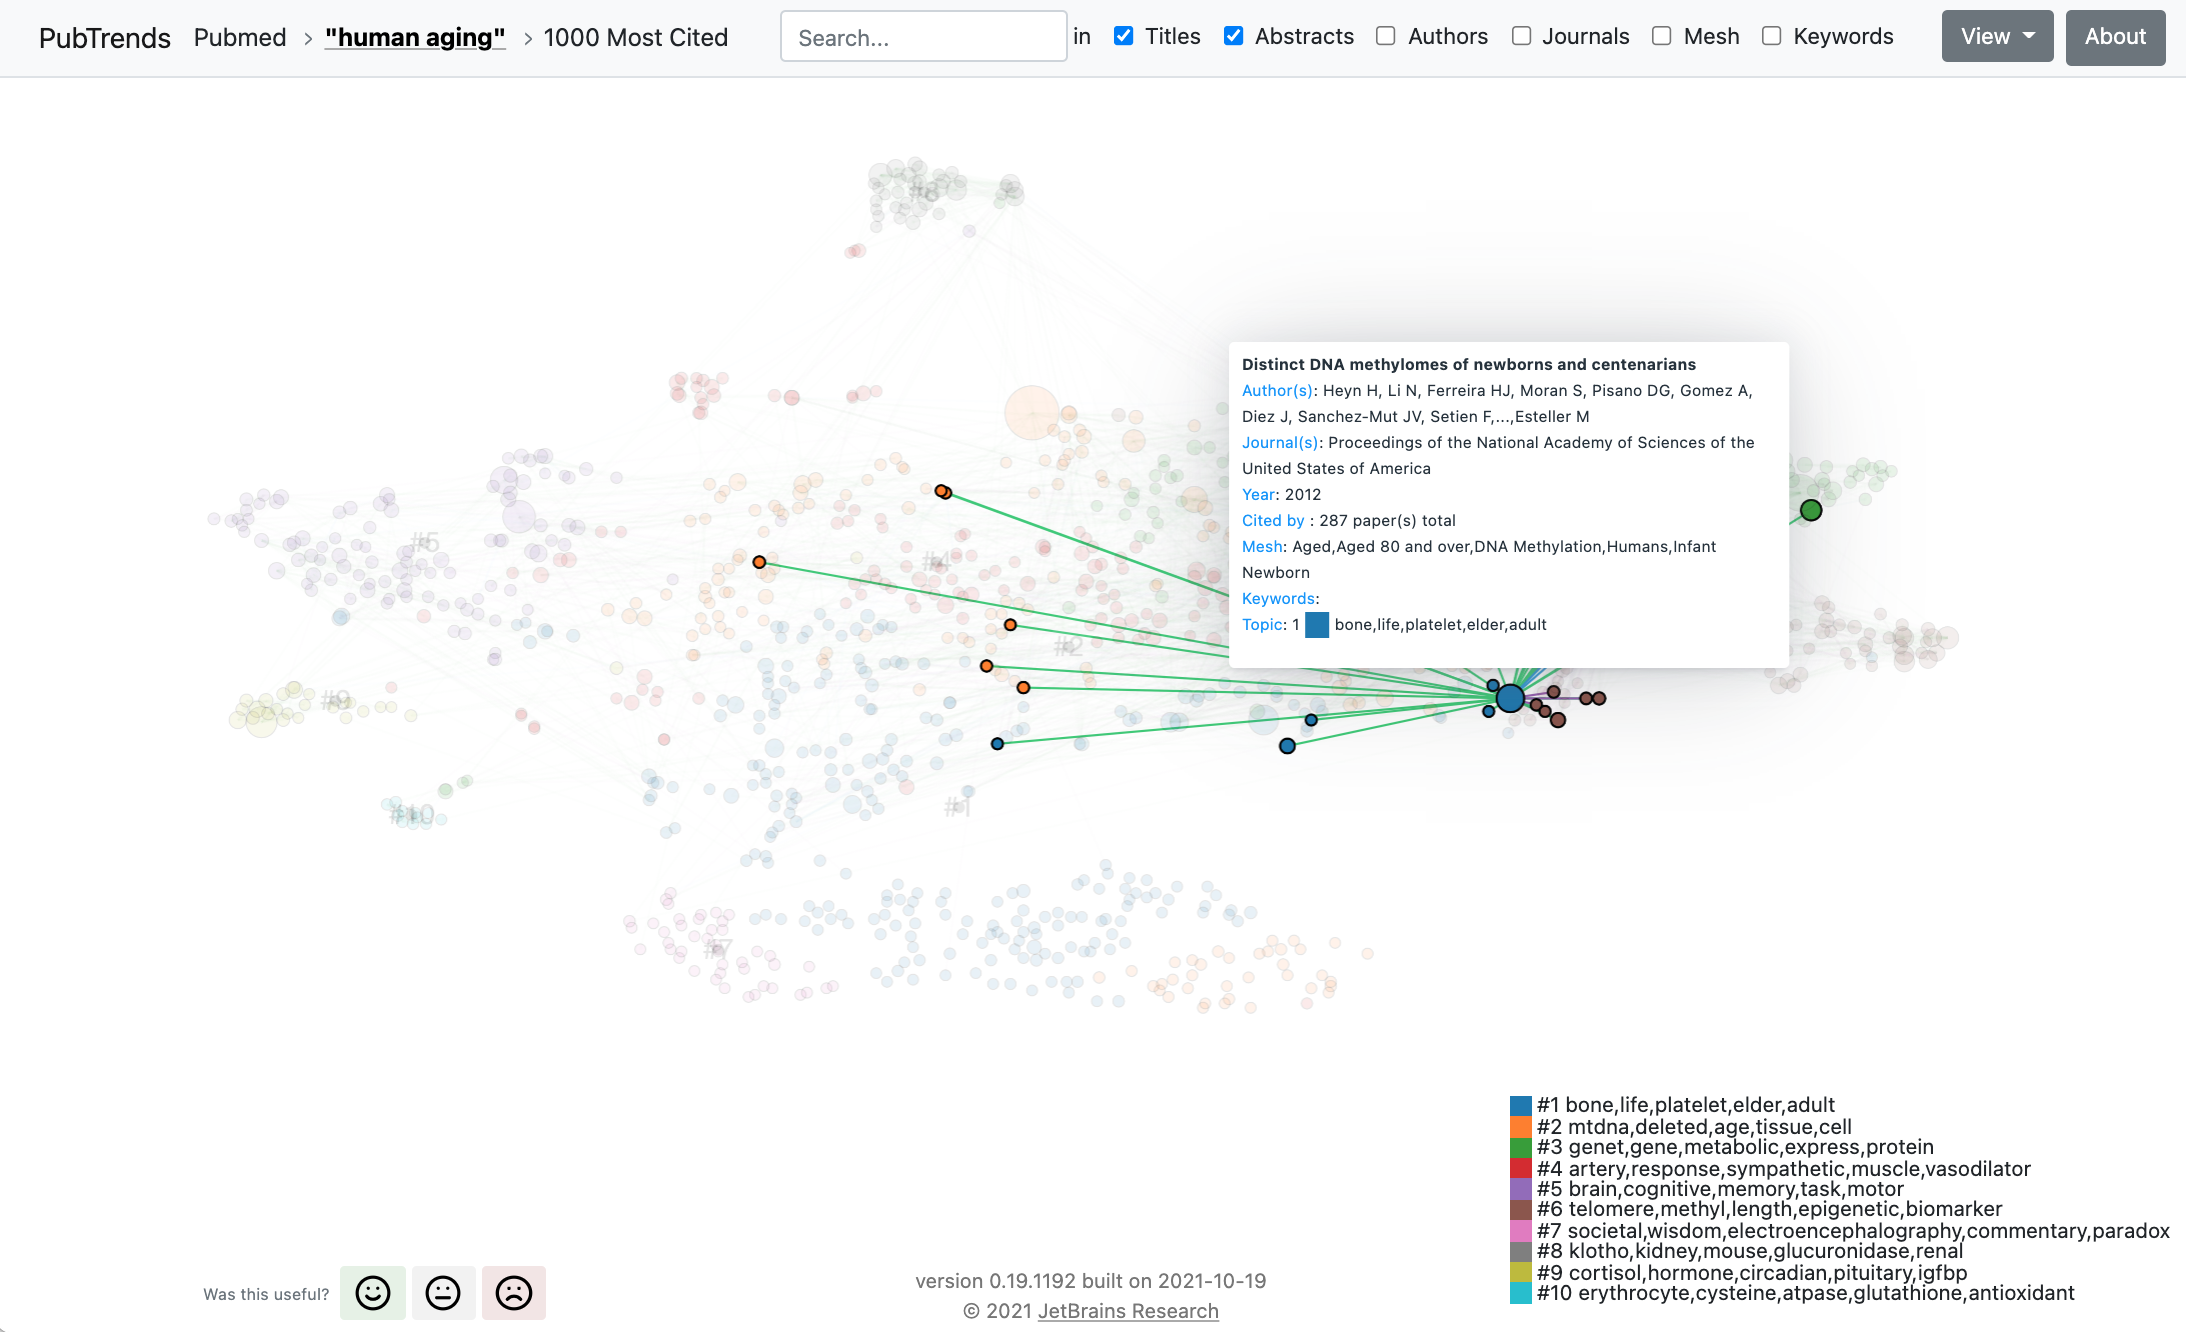 PubTrends Pubmed › "human aging" › 1000 Most Cited Search... in Titles Abstracts Authors Journals Mesh Keywords View About
Distinct DNA methylomes of newborns and centenarians
Author(s): Heyn H, Li N, Ferreira HJ, Moran S, Pisano DG, Gomez A,
Diez J, Sanchez-Mut JV, Setien F,...,Esteller M
Journal(s): Proceedings of the National Academy of Sciences of the
United States of America
Year: 2012
Cited by : 287 paper(s) total
Mesh: Aged,Aged 80 and over,DNA Methylation,Humans,Infant
Newborn
Keywords:
Topic: 1 bone,life,platelet,elder,adult
#8
#5
#4
#2
#9
#10
#1
#7
#1 bone,life,platelet,elder,adult
#2 mtdna,deleted,age,tissue,cell
#3 genet,gene,metabolic,express,protein
#4 artery,response,sympathetic,muscle,vasodilator
#5 brain,cognitive,memory,task,motor
#6 telomere,methyl,length,epigenetic,biomarker
#7 societal,wisdom,electroencephalography,commentary,paradox
#8 klotho,kidney,mouse,glucuronidase,renal
#9 cortisol,hormone,circadian,pituitary,igfbp
#10 erythrocyte,cysteine,atpase,glutathione,antioxidant
Was this useful?
version 0.19.1192 built on 2021-10-19
© 2021 JetBrains Research